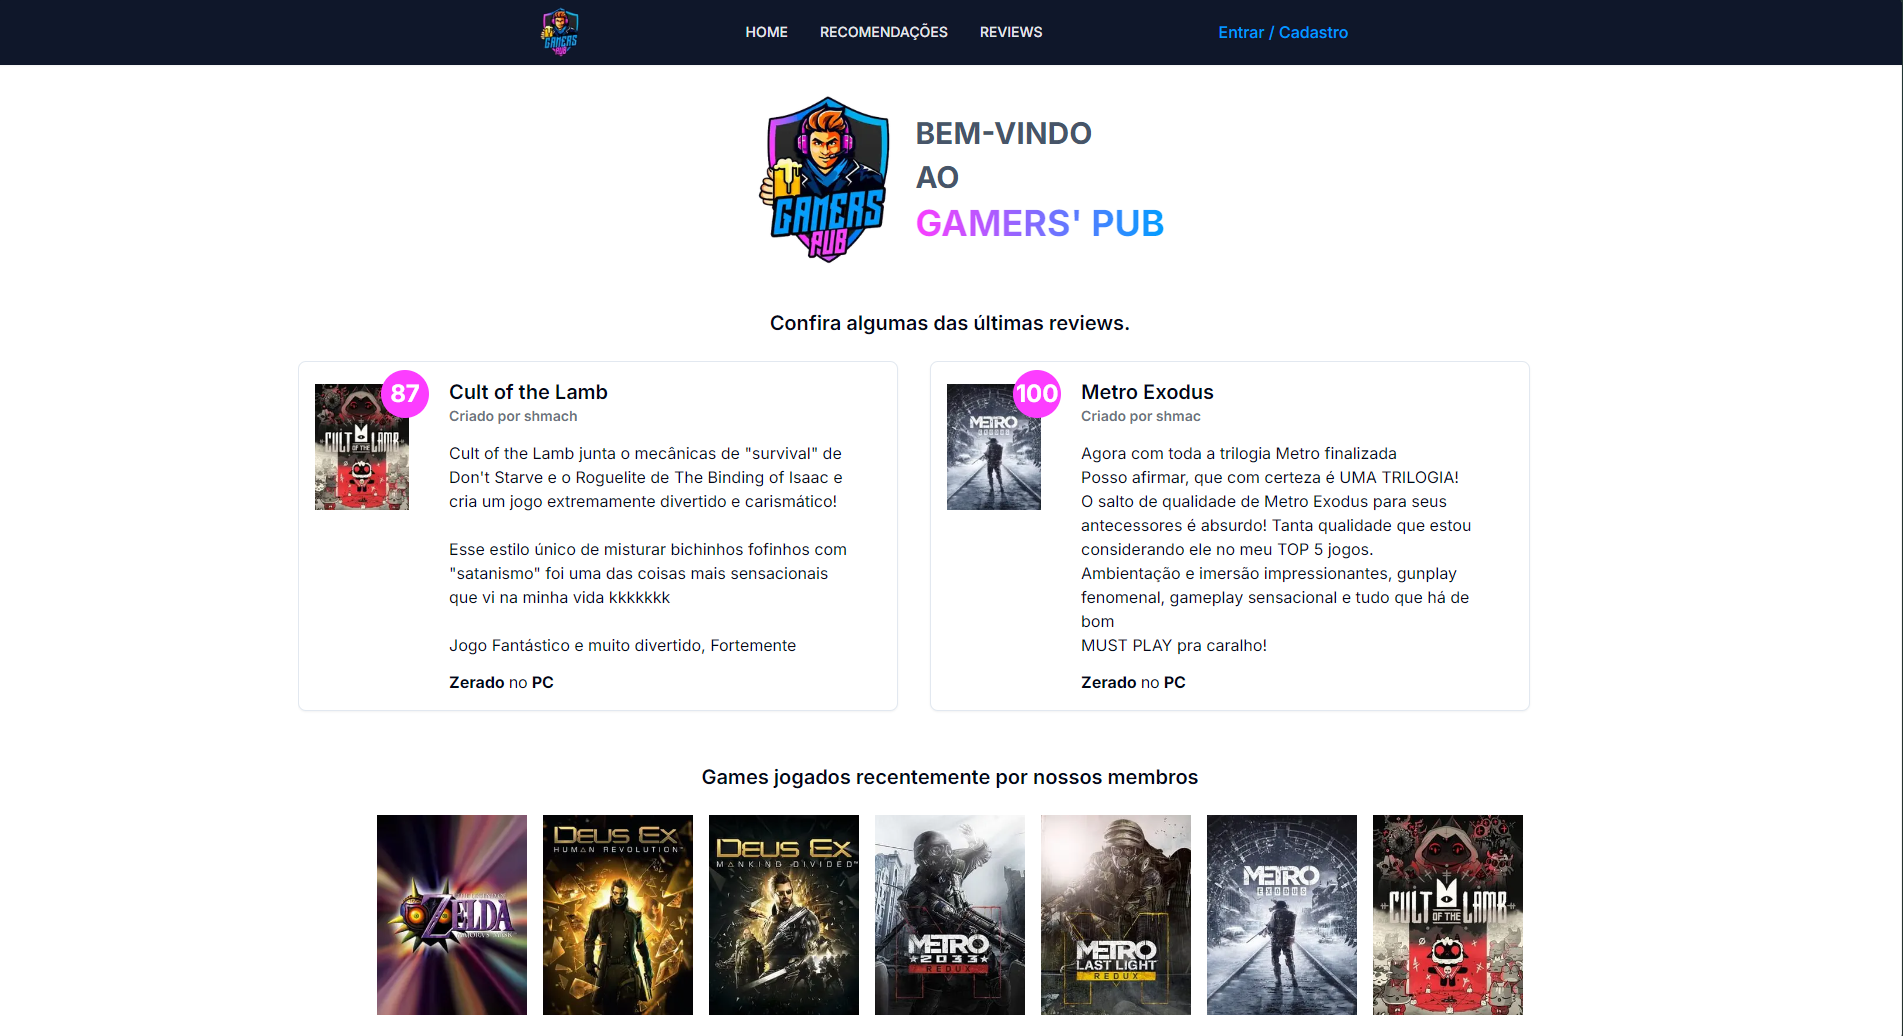 GAMERS
PUB
HOME
RECOMENDAÇÕES
REVIEWS
Entrar / Cadastro
GAMERS
PUB
BEM-VINDO
AO
GAMERS' PUB
Confira algumas das últimas reviews.
CULT
OF THE
LAMB
87
Cult of the Lamb
Criado por shmach
Cult of the Lamb junta o mecânicas de "survival" de
Don't Starve e o Roguelite de The Binding of Isaac e
cria um jogo extremamente divertido e carismático!
Esse estilo único de misturar bichinhos fofinhos com
"satanismo" foi uma das coisas mais sensacionais
que vi na minha vida kkkkkkk
Jogo Fantástico e muito divertido, Fortemente
Zerado no PC
METRO
EXODUS
100
Metro Exodus
Criado por shmac
Agora com toda a trilogia Metro finalizada
Posso afirmar, que com certeza é UMA TRILOGIA!
O salto de qualidade de Metro Exodus para seus
antecessores é absurdo! Tanta qualidade que estou
considerando ele no meu TOP 5 jogos.
Ambientação e imersão impressionantes, gunplay
fenomenal, gameplay sensacional e tudo que há de
bom
MUST PLAY pra caralho!
Zerado no PC
Games jogados recentemente por nossos membros
THE LEGEND OF
ZELDA
MAJORA'S MASK
DEUS EX
HUMAN REVOLUTION
DEUS EX
MANKIND DIVIDED™
METRO
2033
REDUX
METRO
LAST LIGHT
REDUX
METRO
EXODUS
CULT
OF THE
LAMB